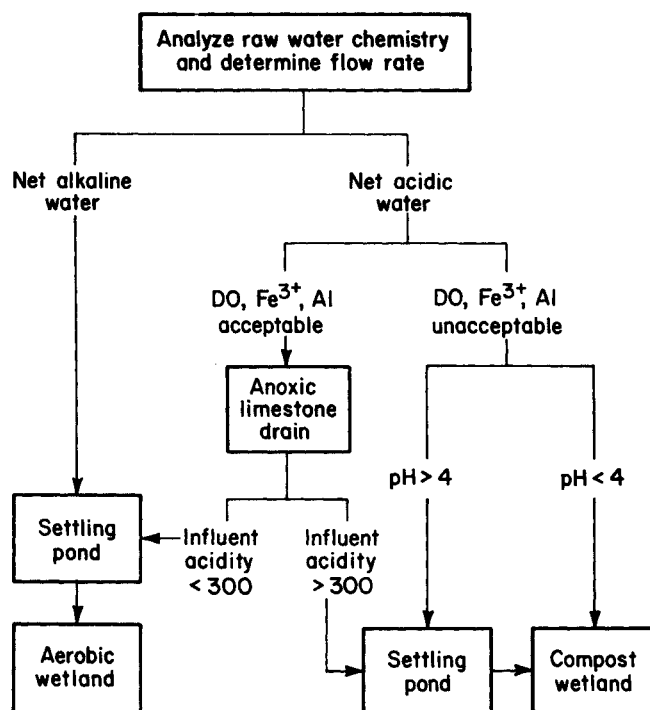 Analyze raw water chemistry
and determine flow rate
Net alkaline
water
Net acidic
water
DO, Fe³⁺, Al
acceptable
DO, Fe³⁺, Al
unacceptable
Anoxic
limestone
drain
pH > 4
pH < 4
Settling
pond
Influent
acidity
< 300
Influent
acidity
> 300
Aerobic
wetland
Settling
pond
Compost
wetland